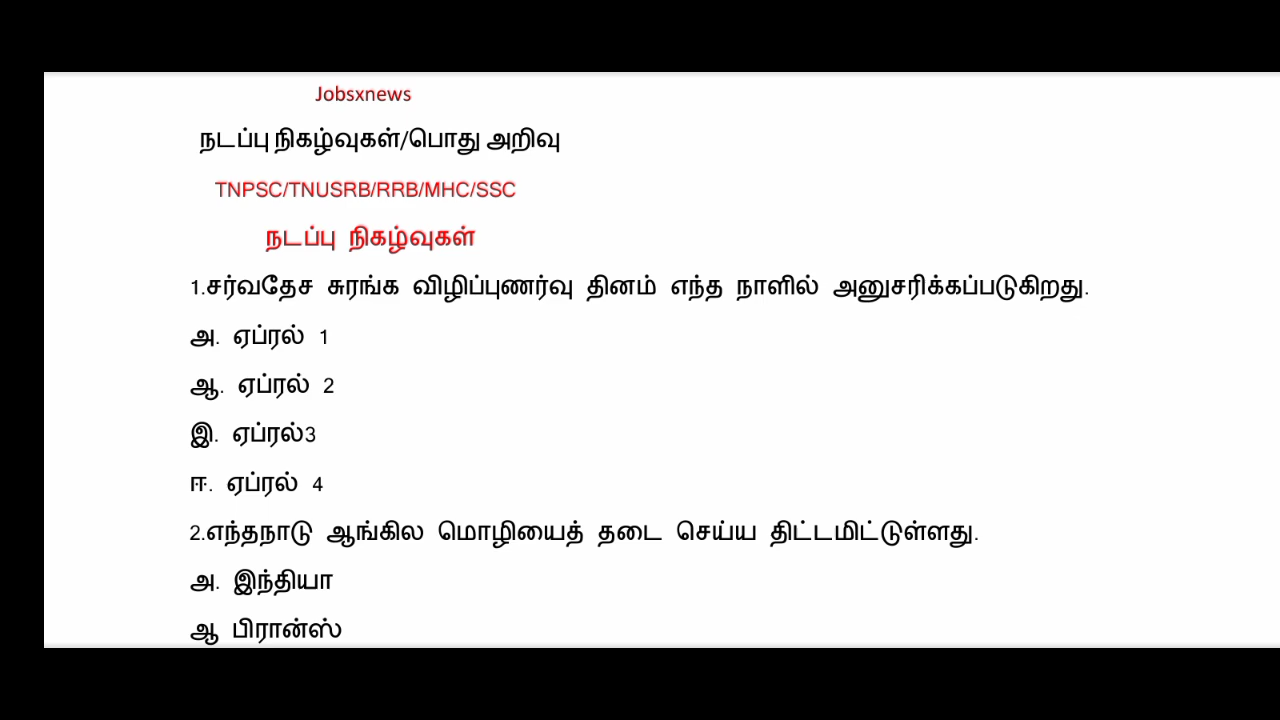 Jobsxnews
நடப்பு நிகழ்வுகள்/பொது அறிவு
TNPSC/TNUSRB/RRB/MHC/SSC
நடப்பு நிகழ்வுகள்
1.சர்வதேச சுரங்க விழிப்புணர்வு தினம் எந்த நாளில் அனுசரிக்கப்படுகிறது.
அ. ஏப்ரல் 1
ஆ. ஏப்ரல் 2
இ. ஏப்ரல்3
ஈ. ஏப்ரல் 4
2.எந்தநாடு ஆங்கில மொழியைத் தடை செய்ய திட்டமிட்டுள்ளது.
அ. இந்தியா
ஆ பிரான்ஸ்